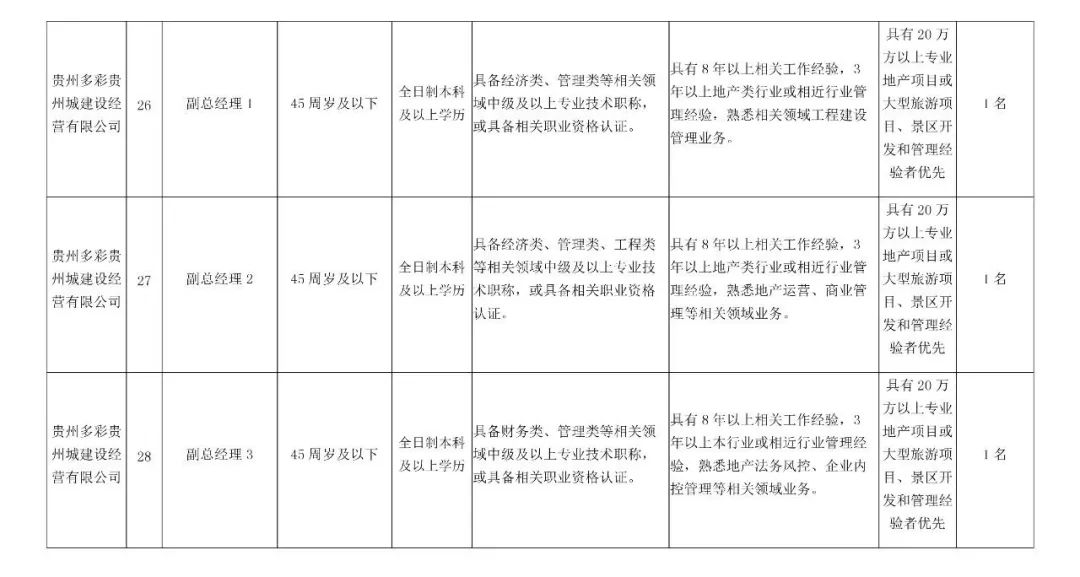 贵州多彩贵
州城建设经
营有限公司
26
副总经理 1
45 周岁及以下
全日制本科
及以上学历
具备经济类、管理类等相关领
域中级及以上专业技术职称，
或具备相关职业资格认证。
具有 8 年以上相关工作经验，3
年以上地产类行业或相近行业管
理经验，熟悉相关领域工程建设
管理业务。
具有 20 万
方以上专业
地产项目或
大型旅游项
目、景区开
发和管理经
验者优先
1 名
贵州多彩贵
州城建设经
营有限公司
27
副总经理 2
45 周岁及以下
全日制本科
及以上学历
具备经济类、管理类、工程类
等相关领域中级及以上专业技
术职称，或具备相关职业资格
认证。
具有 8 年以上相关工作经验，3
年以上地产类行业或相近行业管
理经验，熟悉地产运营、商业管
理等相关领域业务。
具有 20 万
方以上专业
地产项目或
大型旅游项
目、景区开
发和管理经
验者优先
1 名
贵州多彩贵
州城建设经
营有限公司
28
副总经理 3
45 周岁及以下
全日制本科
及以上学历
具备财务类、管理类等相关领
域中级及以上专业技术职称，
或具备相关职业资格认证。
具有 8 年以上相关工作经验，3
年以上本行业或相近行业管理经
验，熟悉地产法务风控、企业内
控管理等相关领域业务。
具有 20 万
方以上专业
地产项目或
大型旅游项
目、景区开
发和管理经
验者优先
1 名